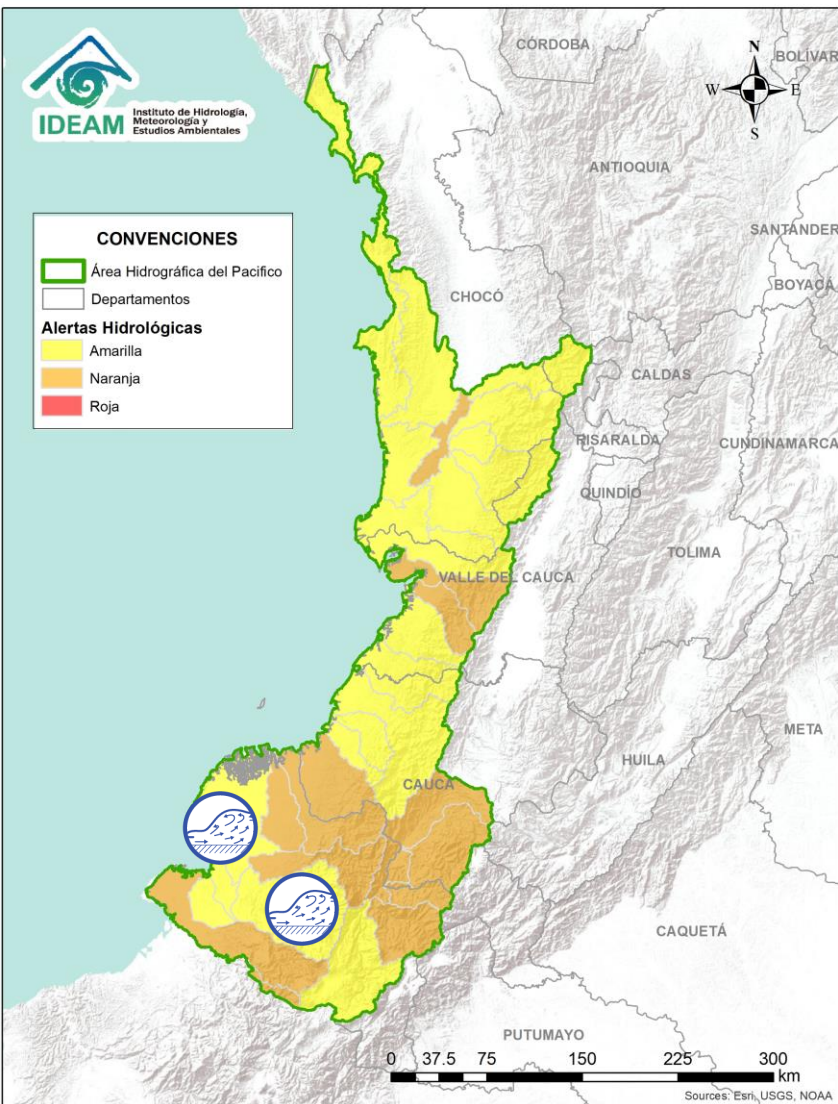 IDEAM
Instituto de Hidrología,
Meteorología y
Estudios Ambientales
CONVENCIONES
Área Hidrográfica del Pacifico
Departamentos
Alertas Hidrológicas
Amarilla
Naranja
Roja
N
W E
S
CÓRDOBA
BOLÍVAR
ANTIOQUIA
SANTANDER
BOYACÁ
CHOCÓ
CALDAS
RISARALDA
CUNDINAMARCA
QUINDÍO
TOLIMA
VALLE DEL CAUCA
META
HUILA
CAUCA
CAQUETÁ
PUTUMAYO
0 37.5 75 150 225 300
km
Sources: Esri, USGS, NOAA